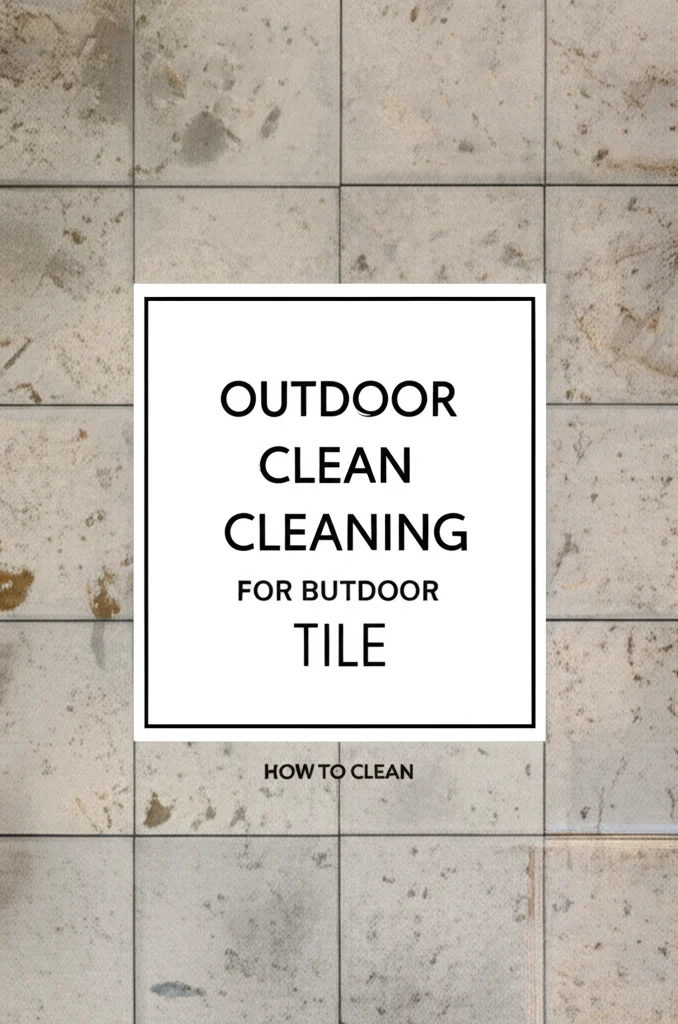 OUTDOOR
CLEAN
CLEANING
FOR BUTDOOR
TILE
HOW TO CLEAN